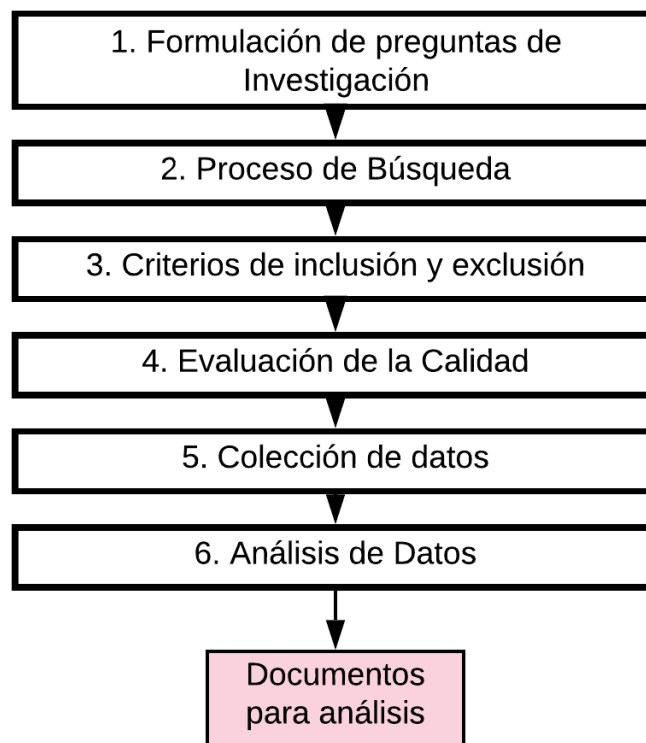 1. Formulación de preguntas de
Investigación
2. Proceso de Búsqueda
3. Criterios de inclusión y exclusión
4. Evaluación de la Calidad
5. Colección de datos
6. Análisis de Datos
Documentos
para análisis